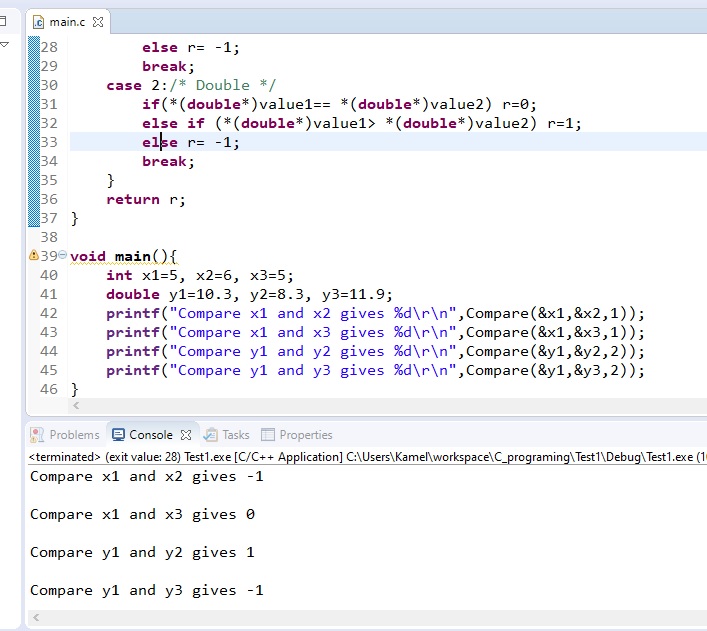 main.c
28 else r= -1;
29 break;
30 case 2:/* Double */
31 if(*(double*)value1== *(double*)value2) r=0;
32 else if (*(double*)value1> *(double*)value2) r=1;
33 else r= -1;
34 break;
35 }
36 return r;
37 }
38
39 void main(){
40 int x1=5, x2=6, x3=5;
41 double y1=10.3, y2=8.3, y3=11.9;
42 printf("Compare x1 and x2 gives %d\r\n",Compare(&x1,&x2,1));
43 printf("Compare x1 and x3 gives %d\r\n",Compare(&x1,&x3,1));
44 printf("Compare y1 and y2 gives %d\r\n",Compare(&y1,&y2,2));
45 printf("Compare y1 and y3 gives %d\r\n",Compare(&y1,&y3,2));
46 }
Problems Console Tasks Properties
<terminated> (exit value: 28) Test1.exe [C/C++ Application] C:\Users\Kamel\workspace\C_programing\Test1\Debug\Test1.exe (1
Compare x1 and x2 gives -1
Compare x1 and x3 gives 0
Compare y1 and y2 gives 1
Compare y1 and y3 gives -1